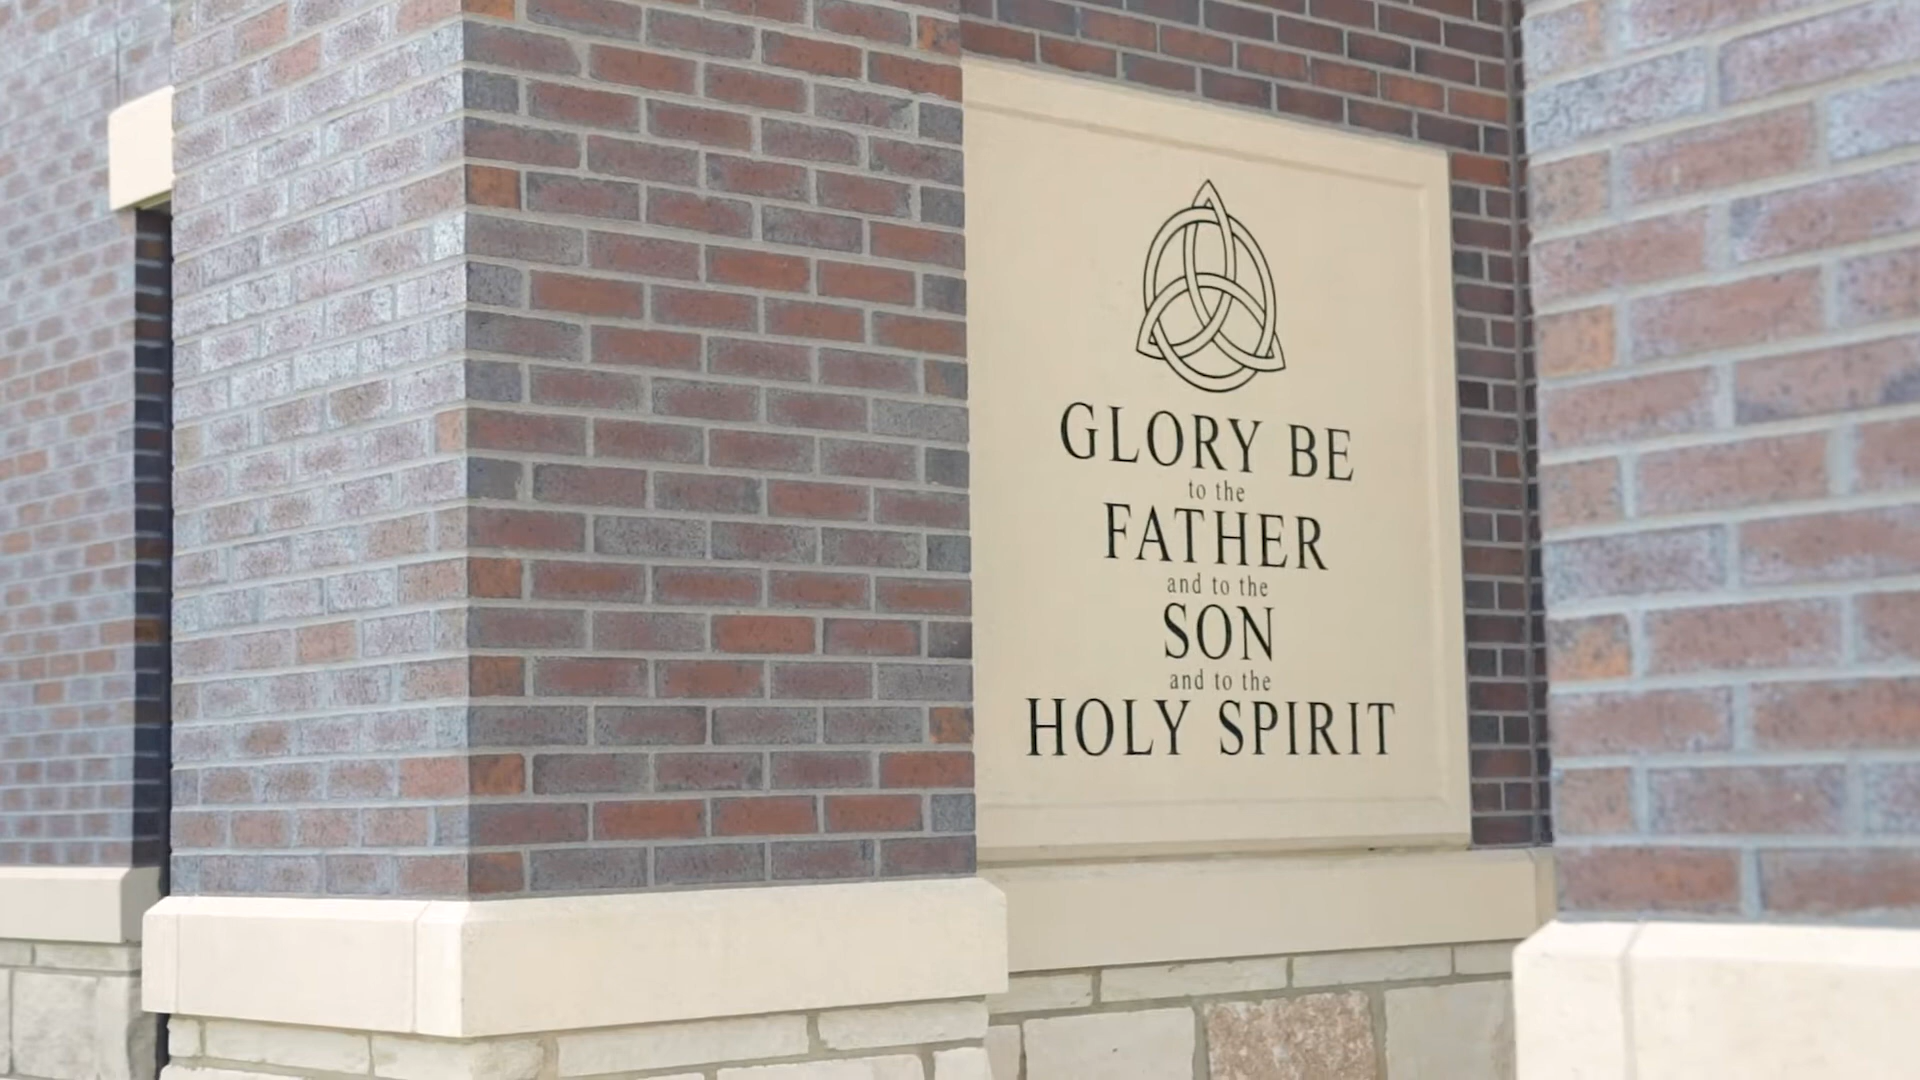 GLORY BE
to the
FATHER
and to the
SON
and to the
HOLY SPIRIT